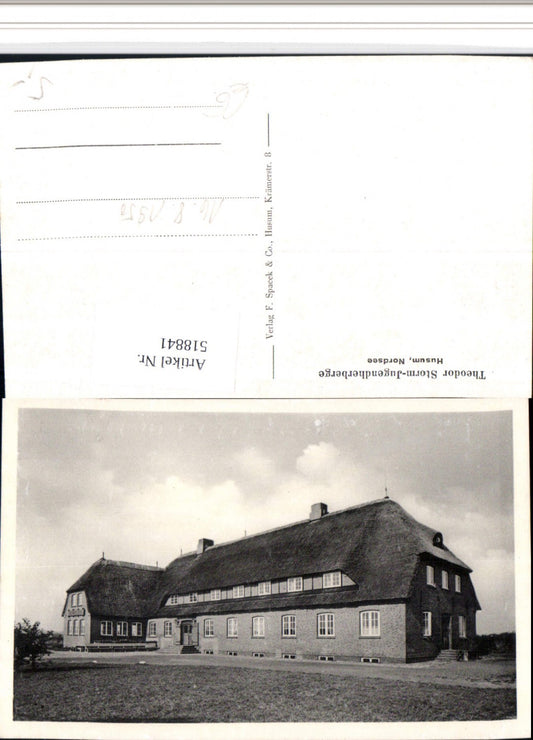 Theodor Storm-Jugendherberge
Husum, Nordsee
Verlag F. Spacek & Co., Husum, Krämerstr. 8
Artikel Nr.
518841